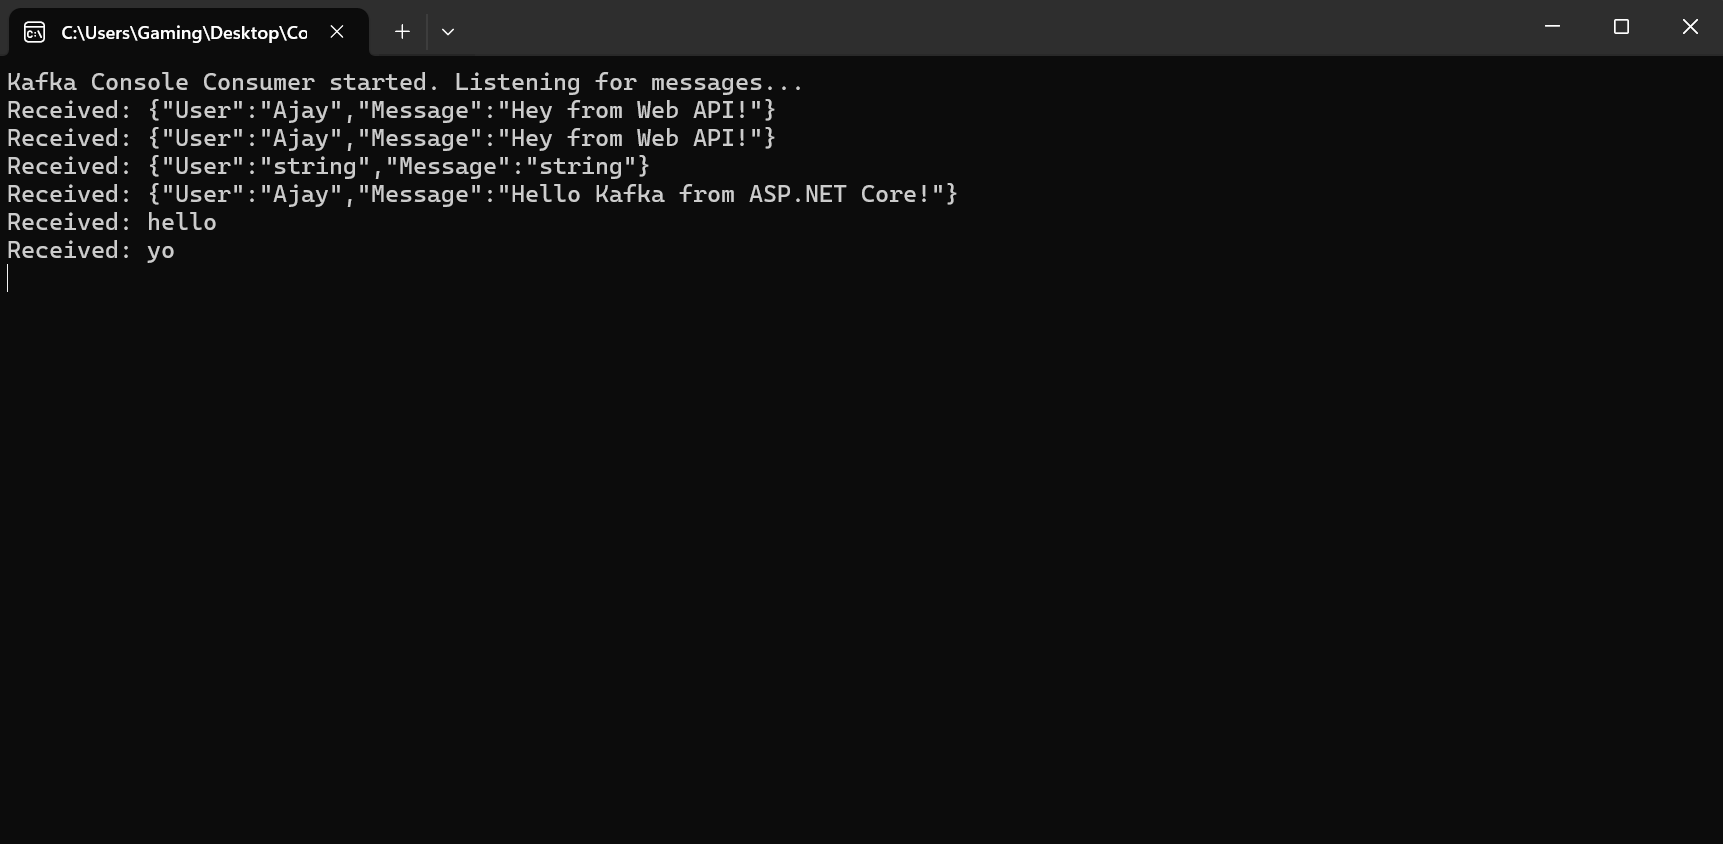 C:\Users\Gaming\Desktop\Co
Kafka Console Consumer started. Listening for messages...
Received: {"User":"Ajay","Message":"Hey from Web API!"}
Received: {"User":"Ajay","Message":"Hey from Web API!"}
Received: {"User":"string","Message":"string"}
Received: {"User":"Ajay","Message":"Hello Kafka from ASP.NET Core!"}
Received: hello
Received: yo